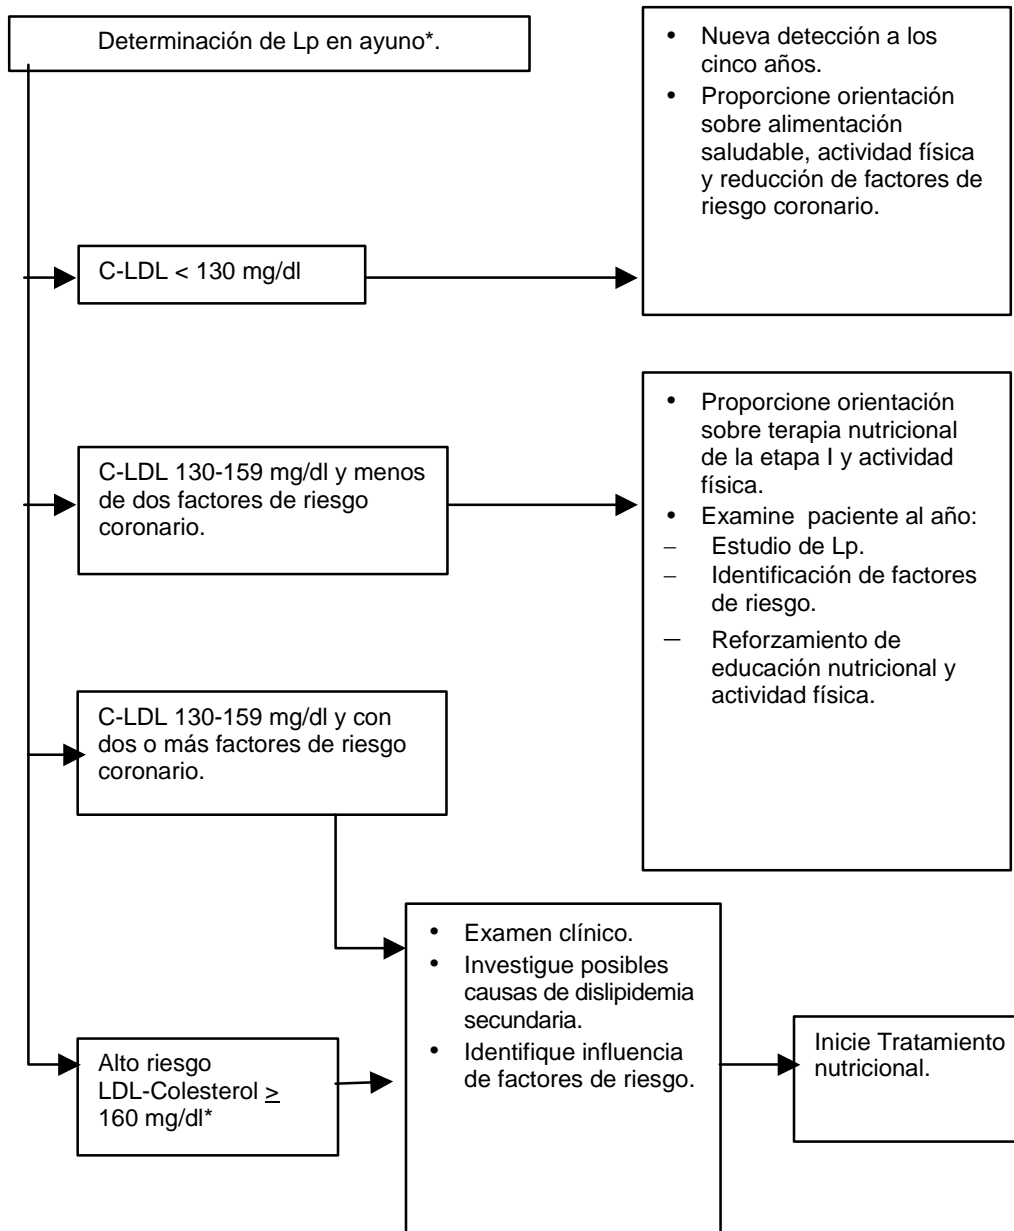 Determinación de Lp en ayuno*.
• Nueva detección a los
cinco años.
• Proporcione orientación
sobre alimentación
saludable, actividad física
y reducción de factores de
riesgo coronario.
C-LDL < 130 mg/dl
C-LDL 130-159 mg/dl y menos
de dos factores de riesgo
coronario.
• Proporcione orientación
sobre terapia nutricional
de la etapa I y actividad
física.
• Examine paciente al año:
– Estudio de Lp.
– Identificación de factores
de riesgo.
– Reforzamiento de
educación nutricional y
actividad física.
C-LDL 130-159 mg/dl y con
dos o más factores de riesgo
coronario.
• Examen clínico.
• Investigue posibles
causas de dislipidemia
secundaria.
• Identifique influencia
de factores de riesgo.
Alto riesgo
LDL-Colesterol ≥
160 mg/dl*
Inicie Tratamiento
nutricional.